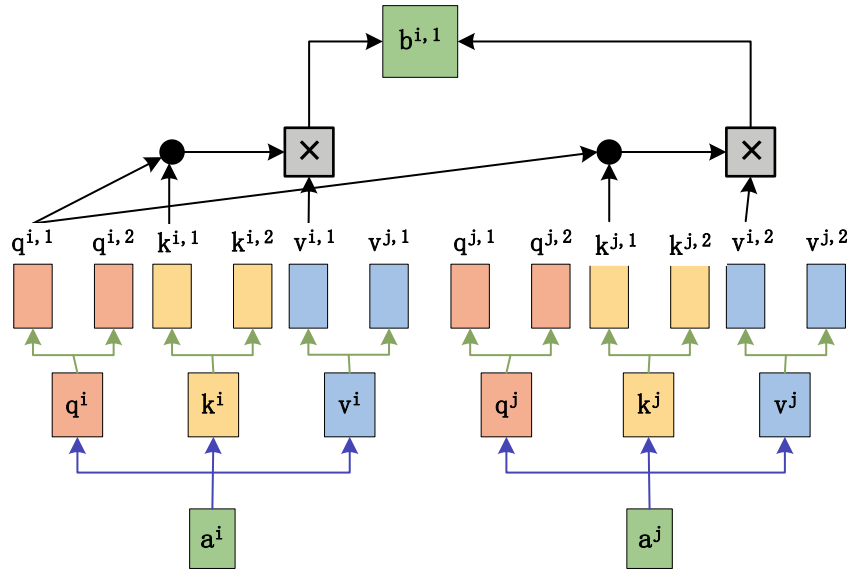 b^{i,1}
× ×
q^{i,1} q^{i,2} k^{i,1} k^{i,2} v^{i,1} v^{j,1} q^{j,1} q^{j,2} k^{j,1} k^{j,2} v^{i,2} v^{j,2}
q^i k^i v^i q^j k^j v^j
a^i a^j